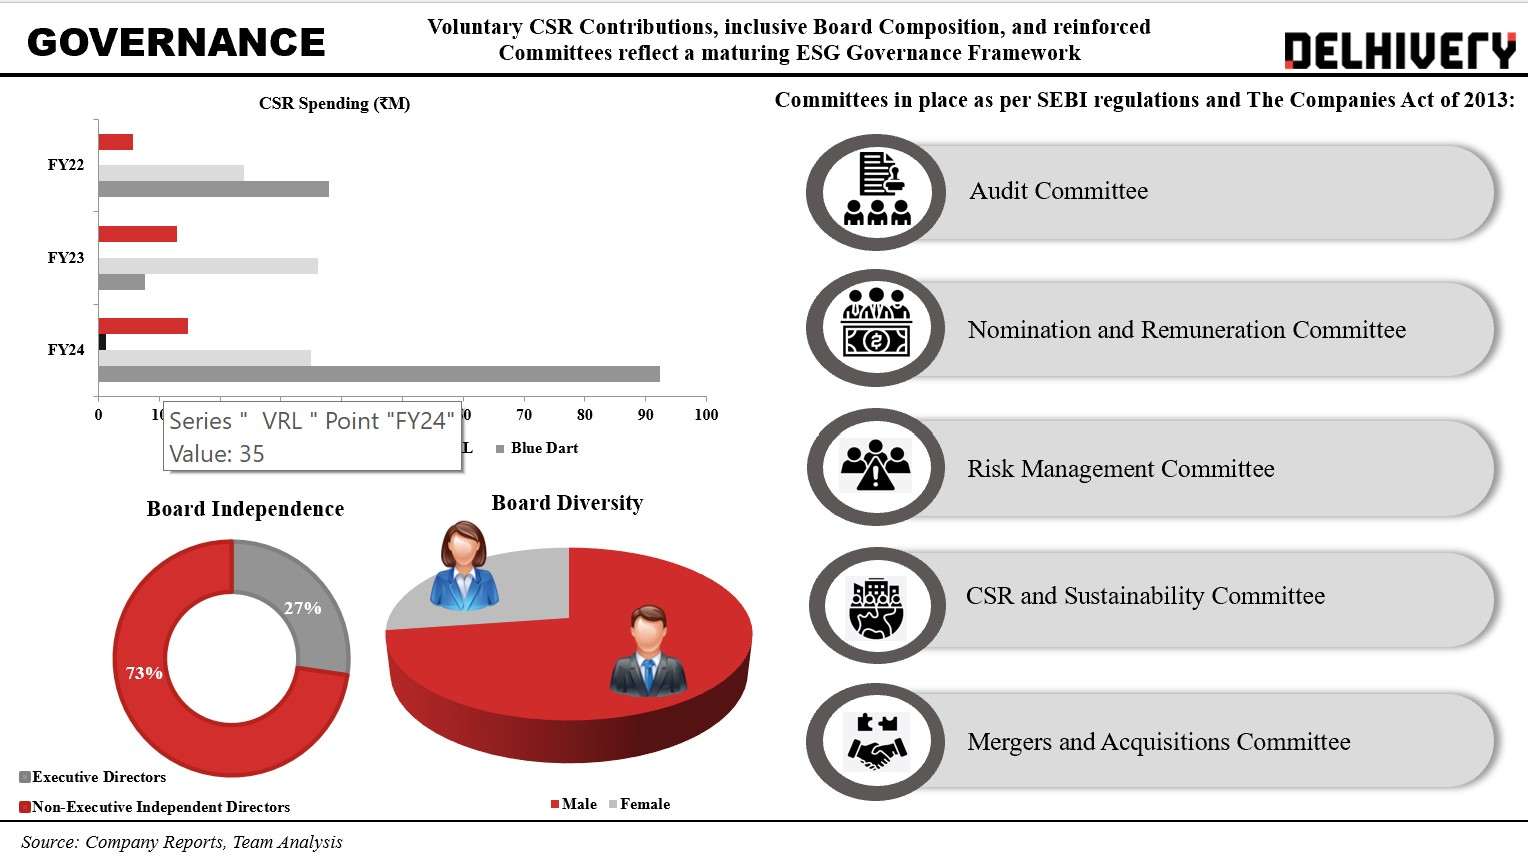 GOVERNANCE
Voluntary CSR Contributions, inclusive Board Composition, and reinforced
Committees reflect a maturing ESG Governance Framework
DELHIVERY
CSR Spending (₹M)
FY22
FY23
FY24
0 70 80 90 100
Series "  VRL " Point "FY24"
Value: 35
Blue Dart
Board Independence
27%
73%
Executive Directors
Non-Executive Independent Directors
Board Diversity
Male Female
Committees in place as per SEBI regulations and The Companies Act of 2013:
Audit Committee
Nomination and Remuneration Committee
Risk Management Committee
CSR and Sustainability Committee
Mergers and Acquisitions Committee
Source: Company Reports, Team Analysis